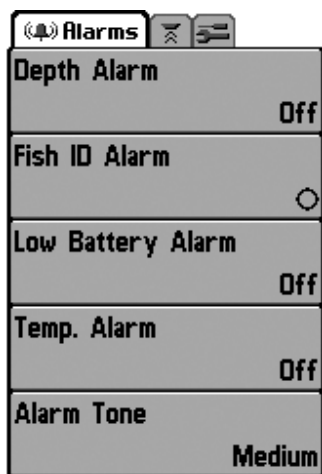 Alarms
Depth Alarm
Off
Fish ID Alarm
Low Battery Alarm
Off
Temp. Alarm
Off
Alarm Tone
Medium